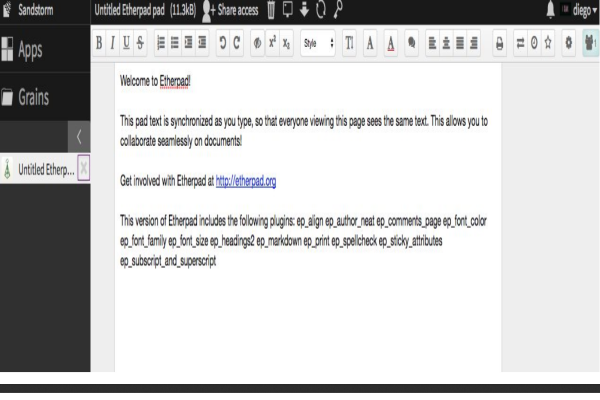 Sandstorm
Untitled Etherpad pad (11.3kB) Share access
diego
Apps
B I U S x² x₂ Style TI A A
Grains
Untitled Etherp...
Welcome to Etherpad!
This pad text is synchronized as you type, so that everyone viewing this page sees the same text. This allows you to
collaborate seamlessly on documents!
Get involved with Etherpad at http://etherpad.org
This version of Etherpad includes the following plugins: ep_align ep_author_neat ep_comments_page ep_font_color
ep_font_family ep_font_size ep_headings2 ep_markdown ep_print ep_spellcheck ep_sticky_attributes
ep_subscript_and_superscript